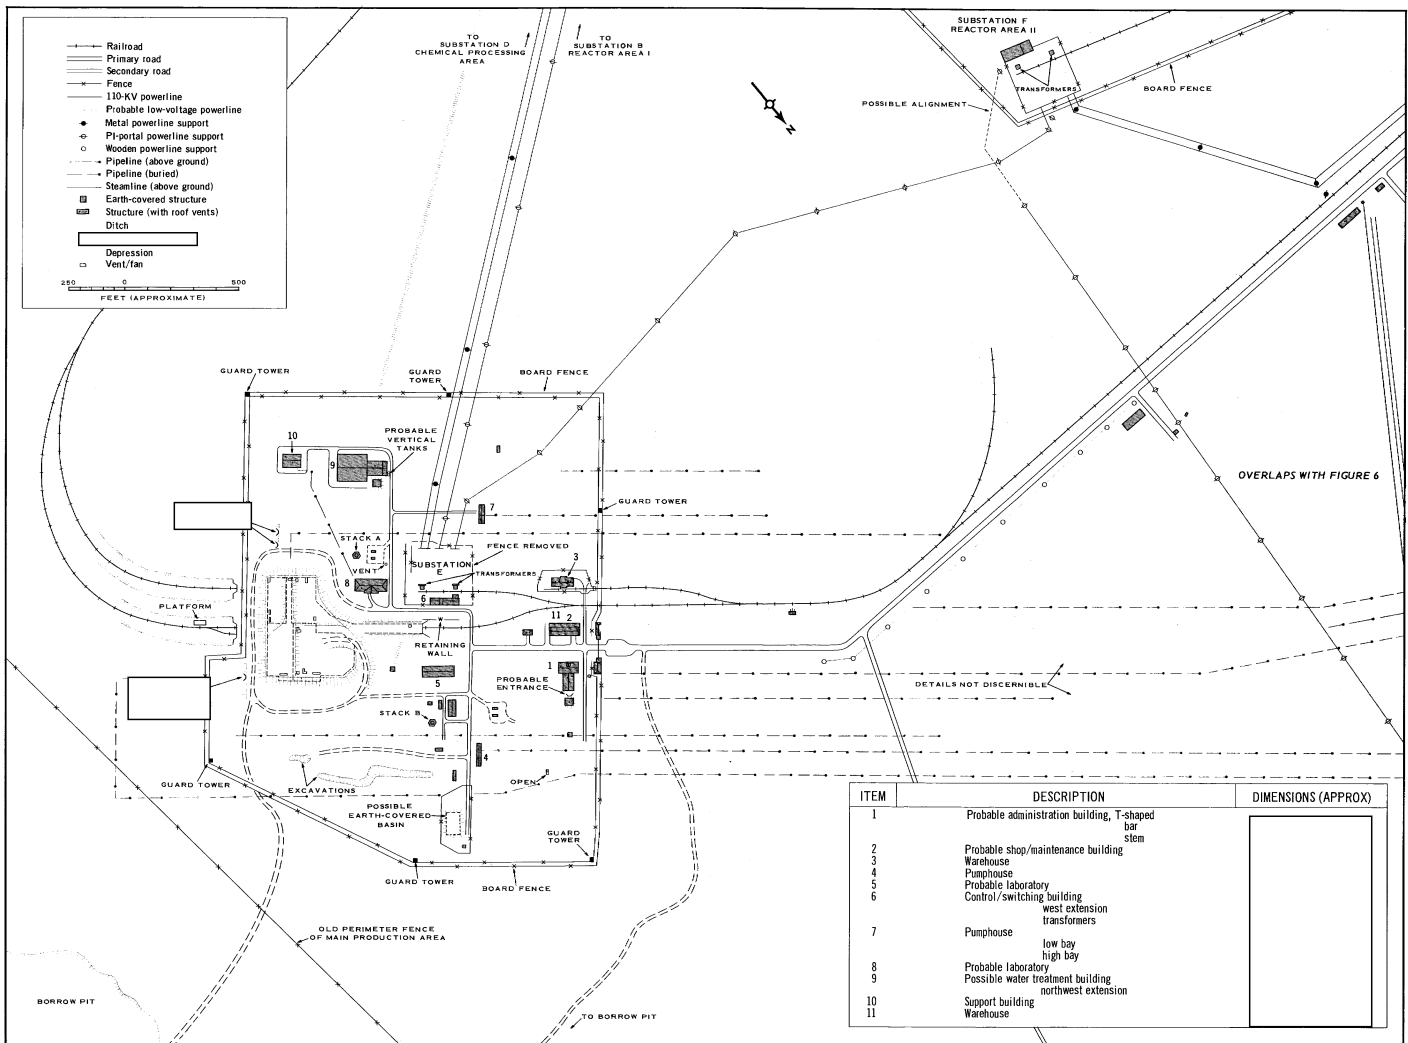 TO
SUBSTATION D
CHEMICAL PROCESSING
AREA
TO
SUBSTATION B
REACTOR AREA I
SUBSTATION F
REACTOR AREA II
TRANSFORMERS
BOARD FENCE
POSSIBLE ALIGNMENT
N
Railroad
Primary road
Secondary road
Fence
110-KV powerline
Probable low-voltage powerline
Metal powerline support
PI-portal powerline support
Wooden powerline support
Pipeline (above ground)
Pipeline (buried)
Steamline (above ground)
Earth-covered structure
Structure (with roof vents)
Ditch
Depression
Vent/fan
250 0 500
FEET (APPROXIMATE)
GUARD TOWER
GUARD
TOWER
BOARD FENCE
PROBABLE
VERTICAL
TANKS
10
9
7
GUARD TOWER
OVERLAPS WITH FIGURE 6
STACK A
VENT
SUBSTATION
E
FENCE REMOVED
TRANSFORMERS
3
8
6
PLATFORM
W
RETAINING
WALL
11 2
1
PROBABLE
ENTRANCE
5
STACK B
DETAILS NOT DISCERNIBLE
4
OPEN
GUARD TOWER
EXCAVATIONS
POSSIBLE
EARTH-COVERED
BASIN
GUARD
TOWER
GUARD TOWER
BOARD FENCE
OLD PERIMETER FENCE
OF MAIN PRODUCTION AREA
BORROW PIT
TO BORROW PIT
ITEM DESCRIPTION DIMENSIONS (APPROX)
1 Probable administration building, T-shaped
bar
stem
2 Probable shop/maintenance building
3 Warehouse
4 Pumphouse
5 Probable laboratory
6 Control/switching building
west extension
transformers
7 Pumphouse
low bay
high bay
8 Probable laboratory
9 Possible water treatment building
northwest extension
10 Support building
11 Warehouse